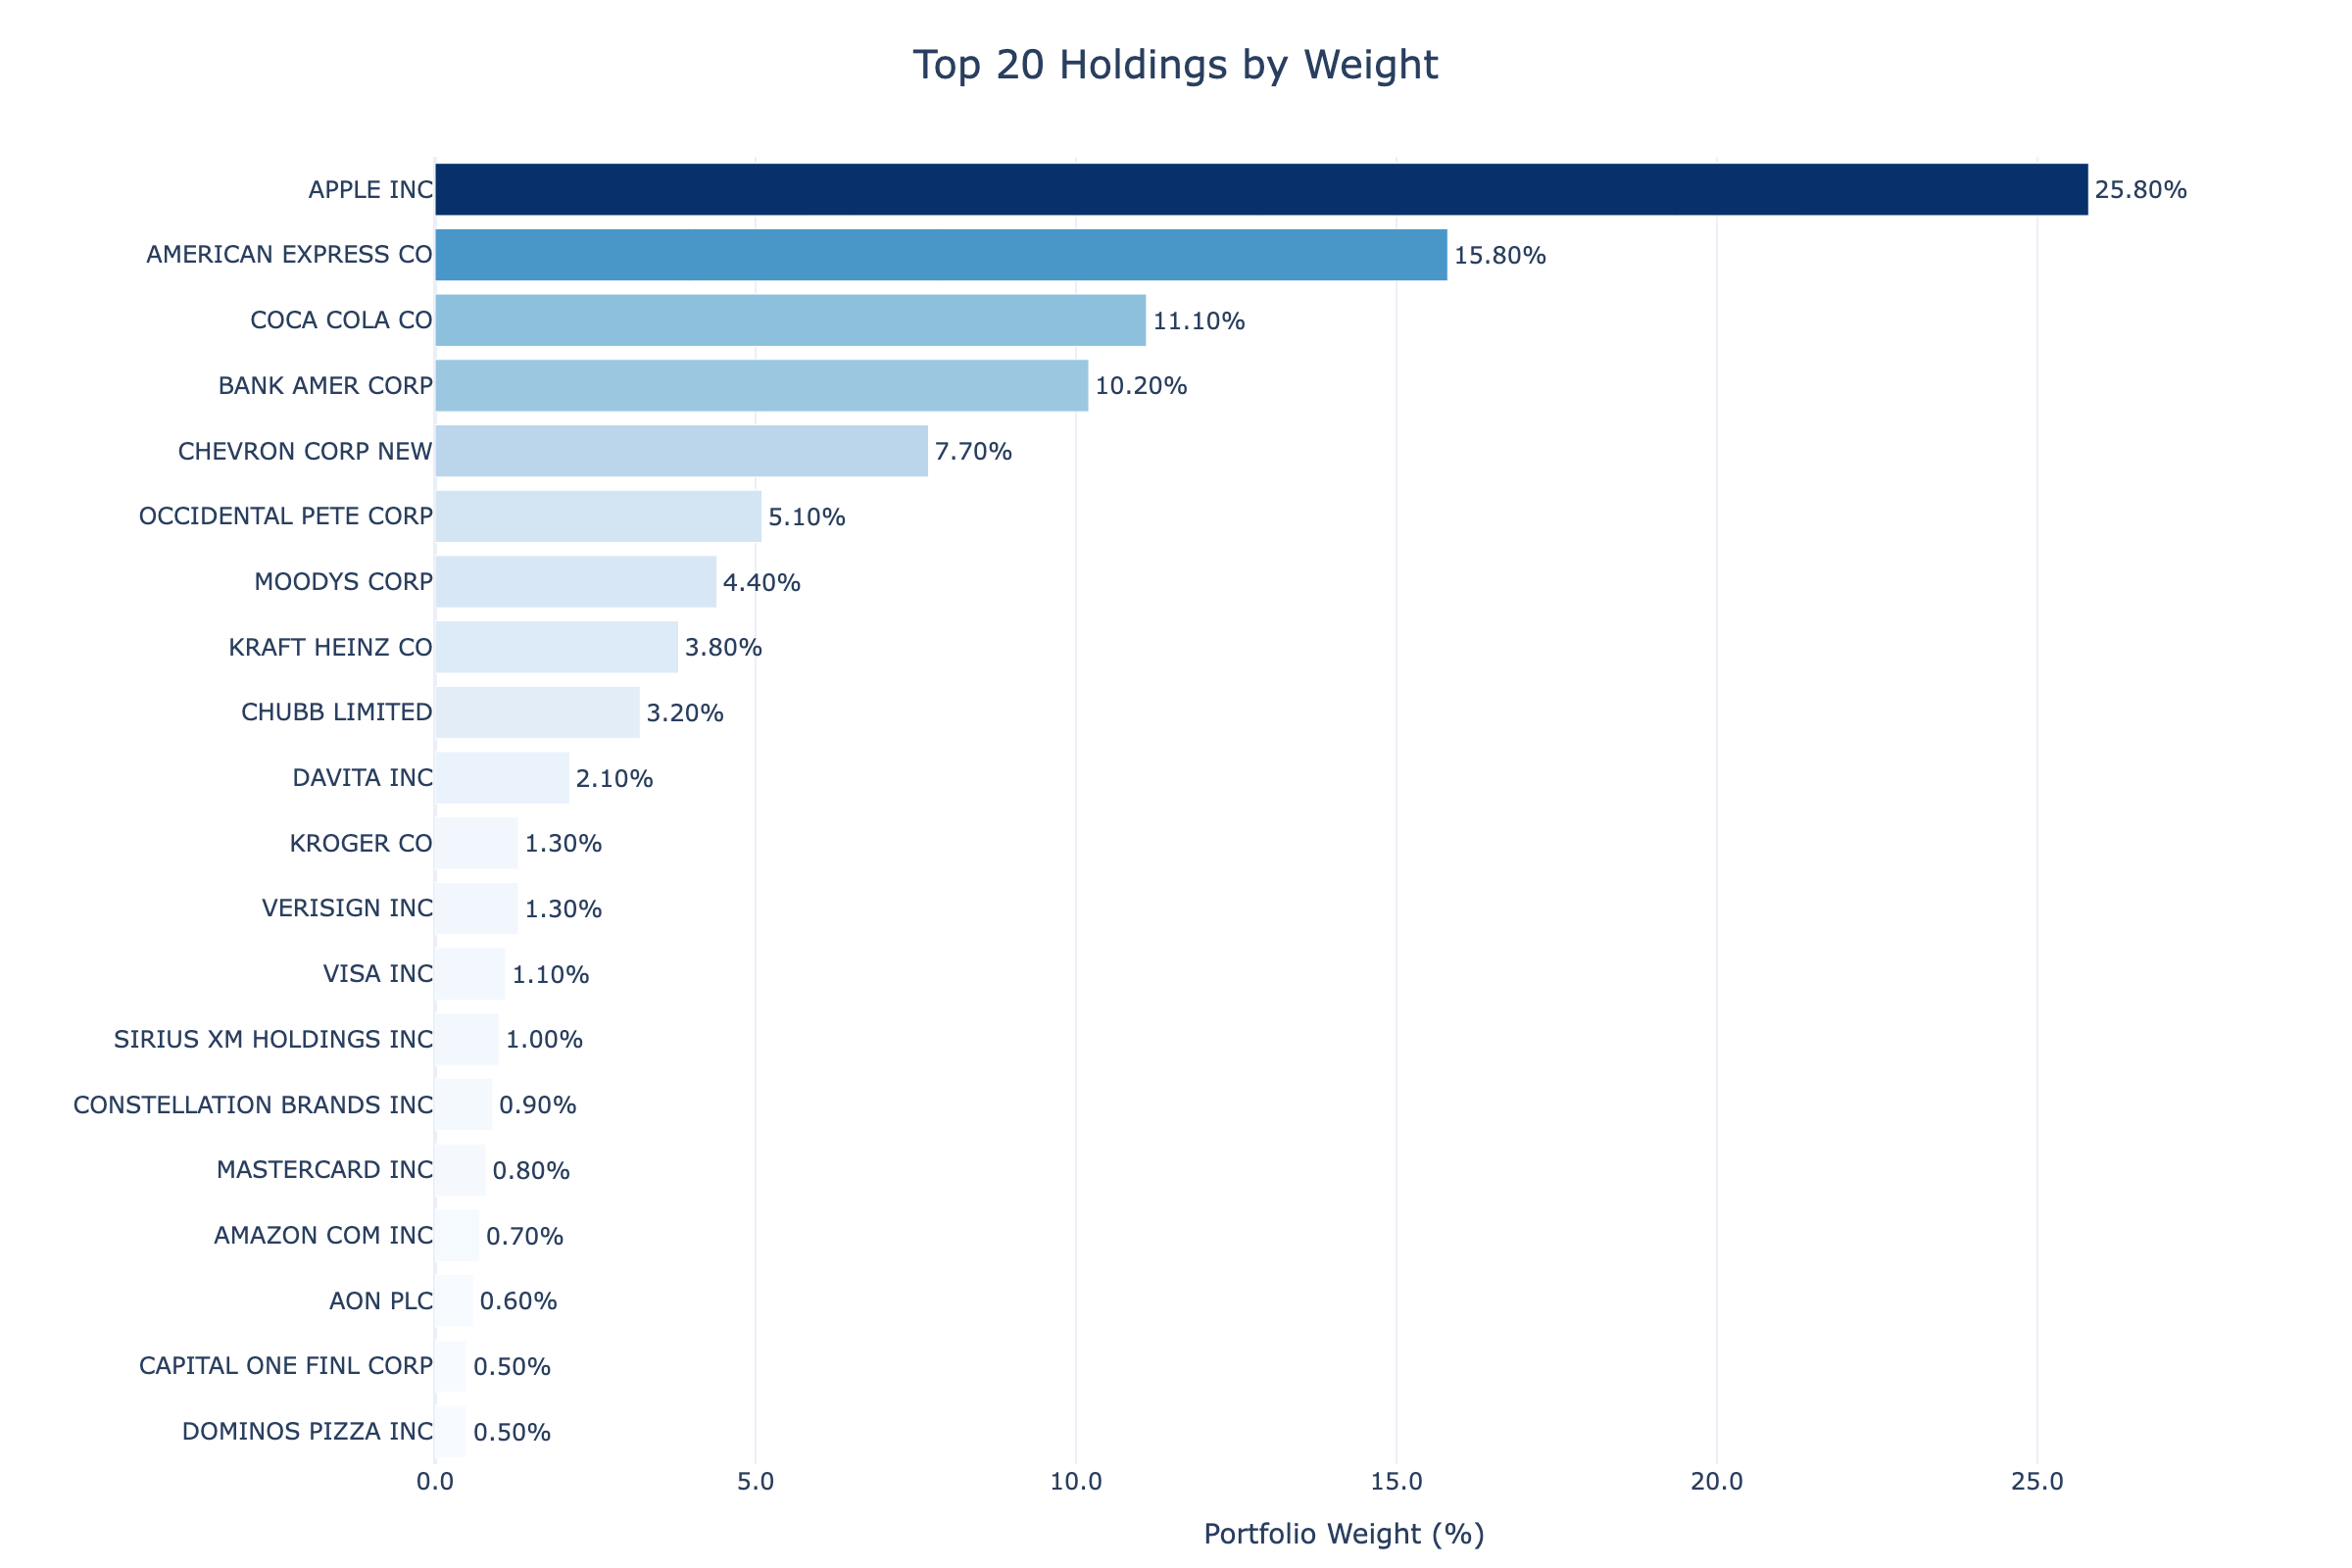 Top 20 Holdings by Weight
APPLE INC 25.80%
AMERICAN EXPRESS CO 15.80%
COCA COLA CO 11.10%
BANK AMER CORP 10.20%
CHEVRON CORP NEW 7.70%
OCCIDENTAL PETE CORP 5.10%
MOODYS CORP 4.40%
KRAFT HEINZ CO 3.80%
CHUBB LIMITED 3.20%
DAVITA INC 2.10%
KROGER CO 1.30%
VERISIGN INC 1.30%
VISA INC 1.10%
SIRIUS XM HOLDINGS INC 1.00%
CONSTELLATION BRANDS INC 0.90%
MASTERCARD INC 0.80%
AMAZON COM INC 0.70%
AON PLC 0.60%
CAPITAL ONE FINL CORP 0.50%
DOMINOS PIZZA INC 0.50%
0.0 5.0 10.0 15.0 20.0 25.0
Portfolio Weight (%)